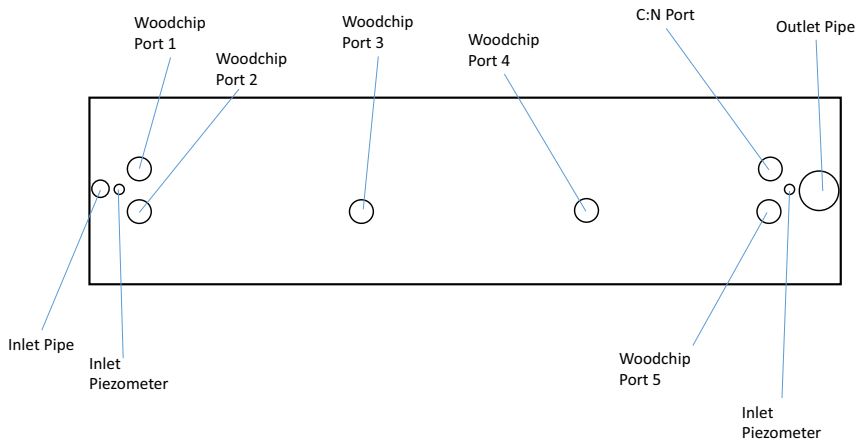 Woodchip
Port 1
Woodchip
Port 2
Woodchip
Port 3
Woodchip
Port 4
C:N Port
Outlet Pipe
Inlet Pipe
Inlet
Piezometer
Woodchip
Port 5
Inlet
Piezometer